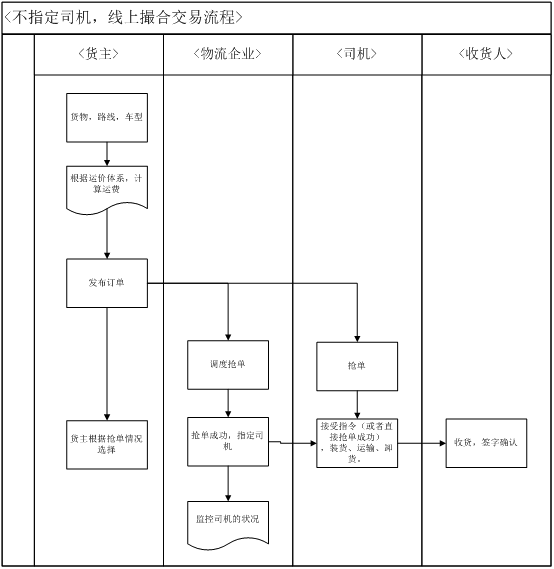 <不指定司机，线上撮合交易流程>
<货主>
<物流企业>
<司机>
<收货人>
货物，路线，车型
根据运价体系，计
算运费
发布订单
调度抢单
抢单
货主根据抢单情况
选择
抢单成功，指定司
机
接受指令（或者直
接抢单成功）
、装货、运输、卸
货。
收货，签字确认
监控司机的状况